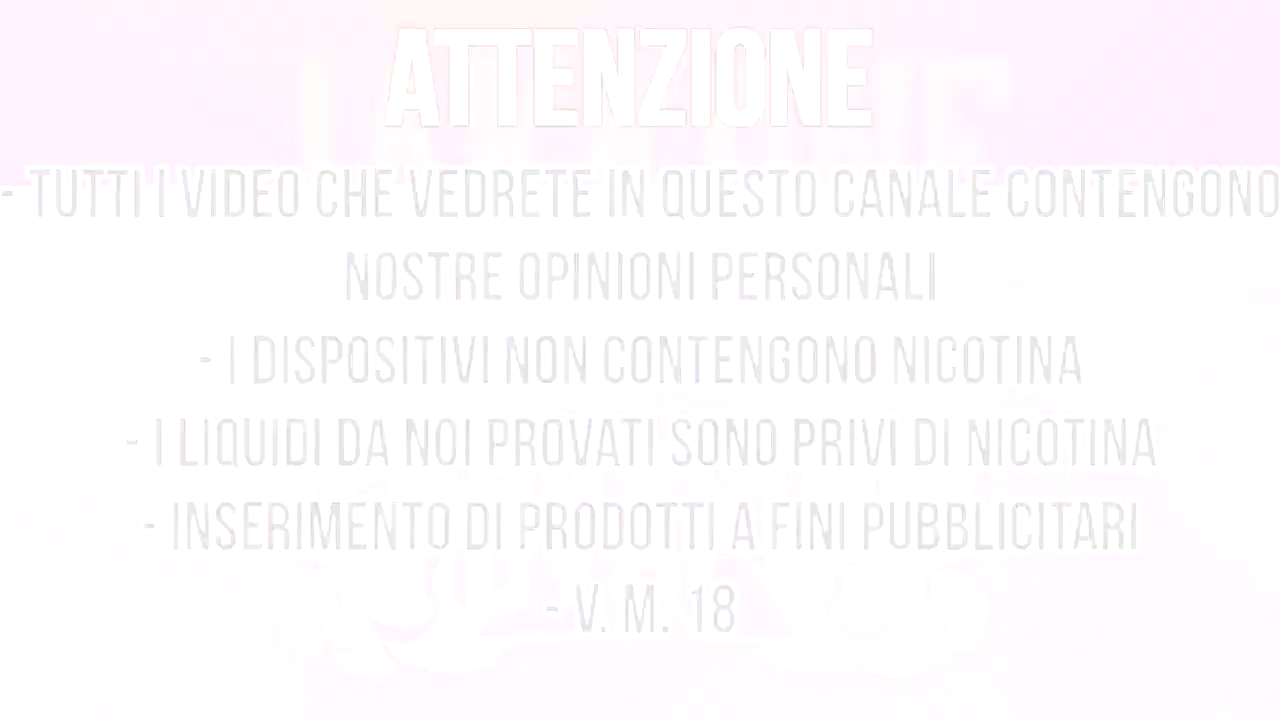 ATTENZIONE
- TUTTI I VIDEO CHE VEDRETE IN QUESTO CANALE CONTENGONO
NOSTRE OPINIONI PERSONALI
- I DISPOSITIVI NON CONTENGONO NICOTINA
- I LIQUIDI DA NOI PROVATI SONO PRIVI DI NICOTINA
- INSERIMENTO DI PRODOTTI A FINI PUBBLICITARI
- V. M. 18